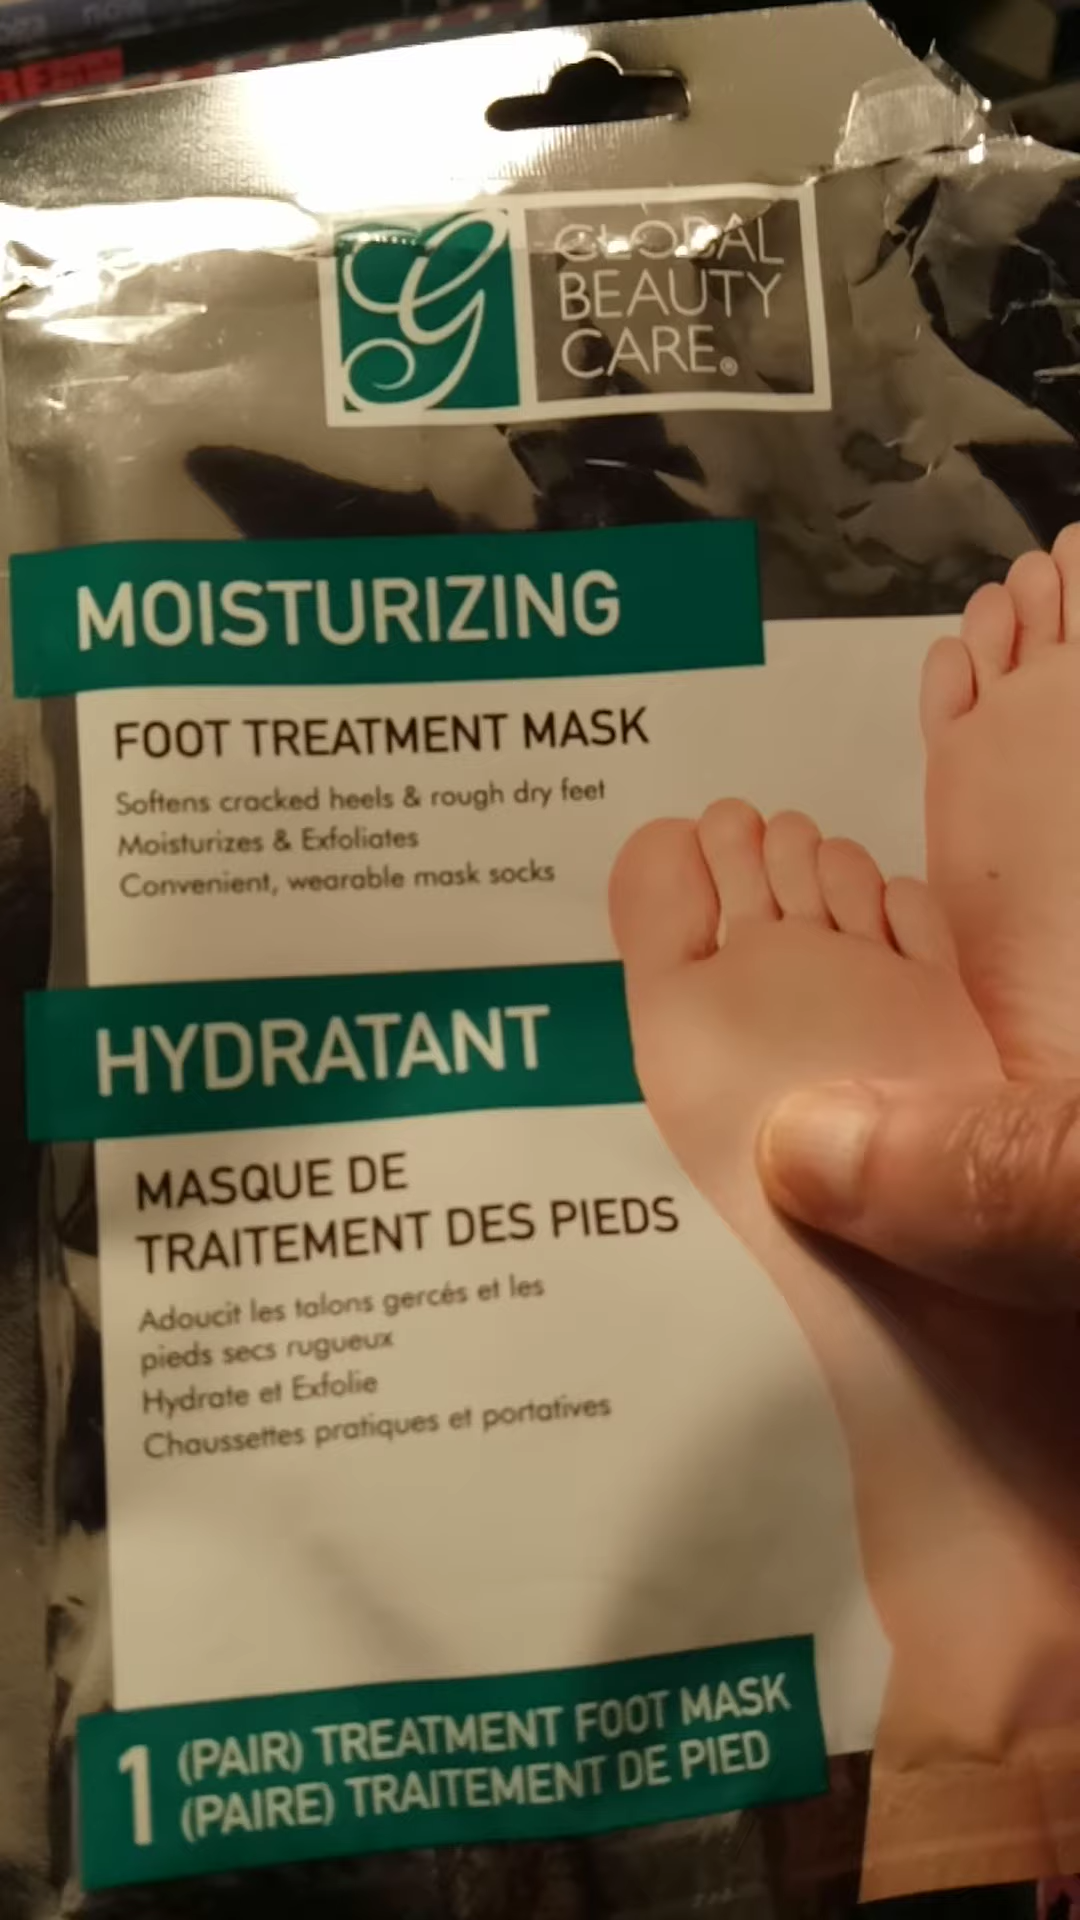 GLOBAL
BEAUTY
CARE®
MOISTURIZING
FOOT TREATMENT MASK
Softens cracked heels & rough dry feet
Moisturizes & Exfoliates
Convenient, wearable mask socks
HYDRATANT
MASQUE DE
TRAITEMENT DES PIEDS
Adoucit les talons gercés et les
pieds secs rugueux
Hydrate et Exfolie
Chaussettes pratiques et portatives
1 (PAIR) TREATMENT FOOT MASK
(PAIRE) TRAITEMENT DE PIED